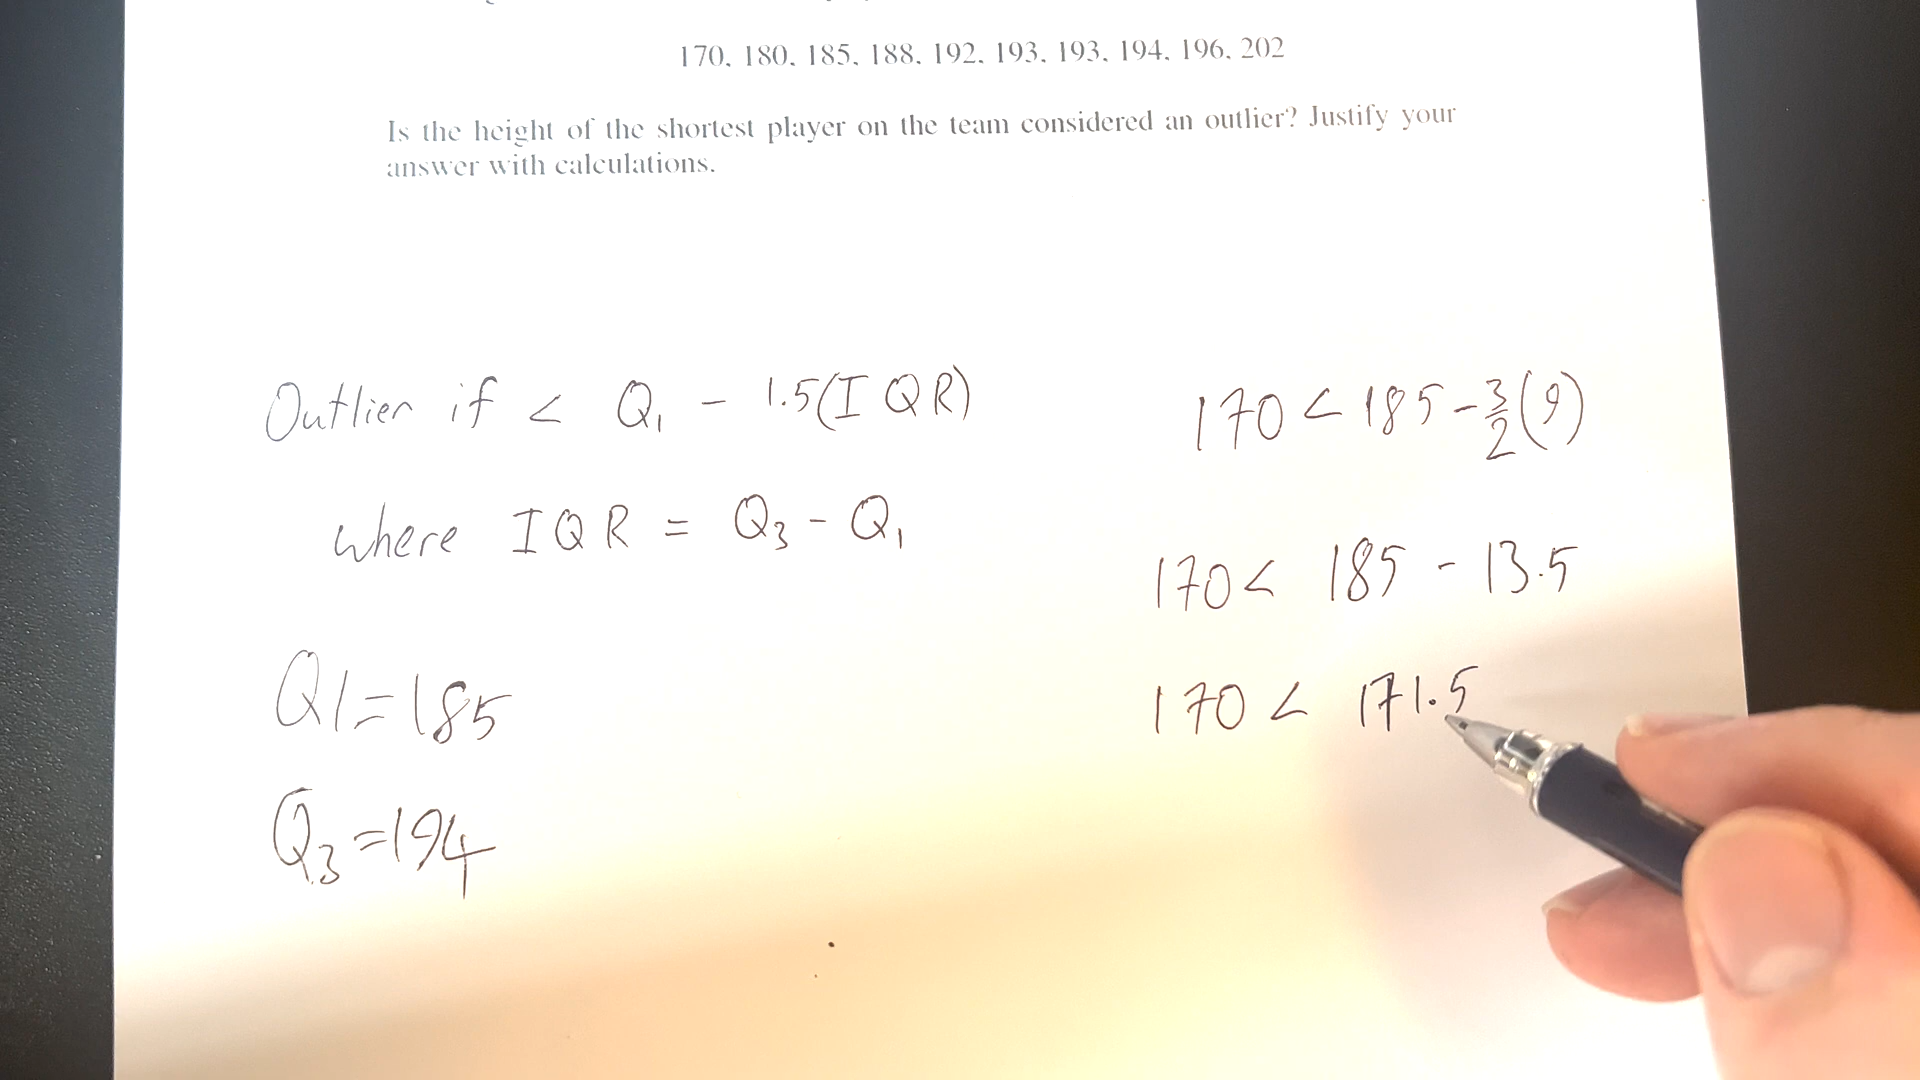 170, 180, 185, 188, 192, 193, 193, 194, 196, 202
Is the height of the shortest player on the team considered an outlier? Justify your
answer with calculations.
Outlier if < Q₁ - 1.5(IQR)
where IQR = Q₃ - Q₁
Q1=185
Q₃=194
170 < 185 - 3/2 (9)
170 < 185 - 13.5
170 < 171.5